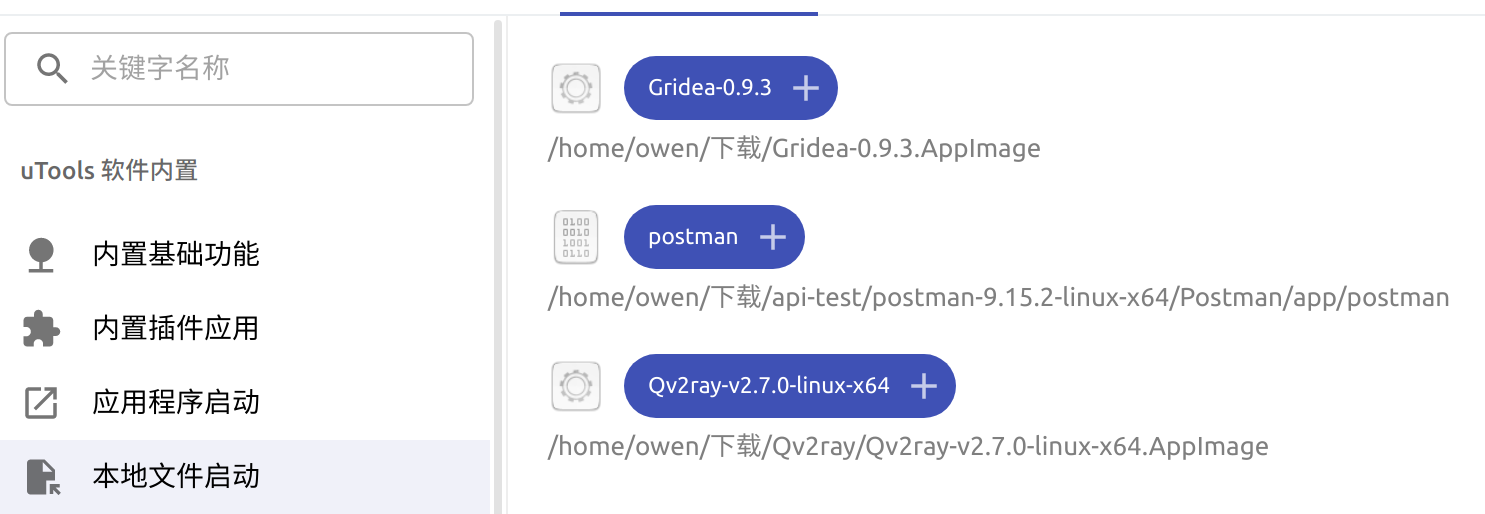 关键字名称
uTools 软件内置
内置基础功能
内置插件应用
应用程序启动
本地文件启动
Gridea-0.9.3
/home/owen/下载/Gridea-0.9.3.AppImage
0100
0010
1001
0110
postman
/home/owen/下载/api-test/postman-9.15.2-linux-x64/Postman/app/postman
Qv2ray-v2.7.0-linux-x64
/home/owen/下载/Qv2ray/Qv2ray-v2.7.0-linux-x64.AppImage